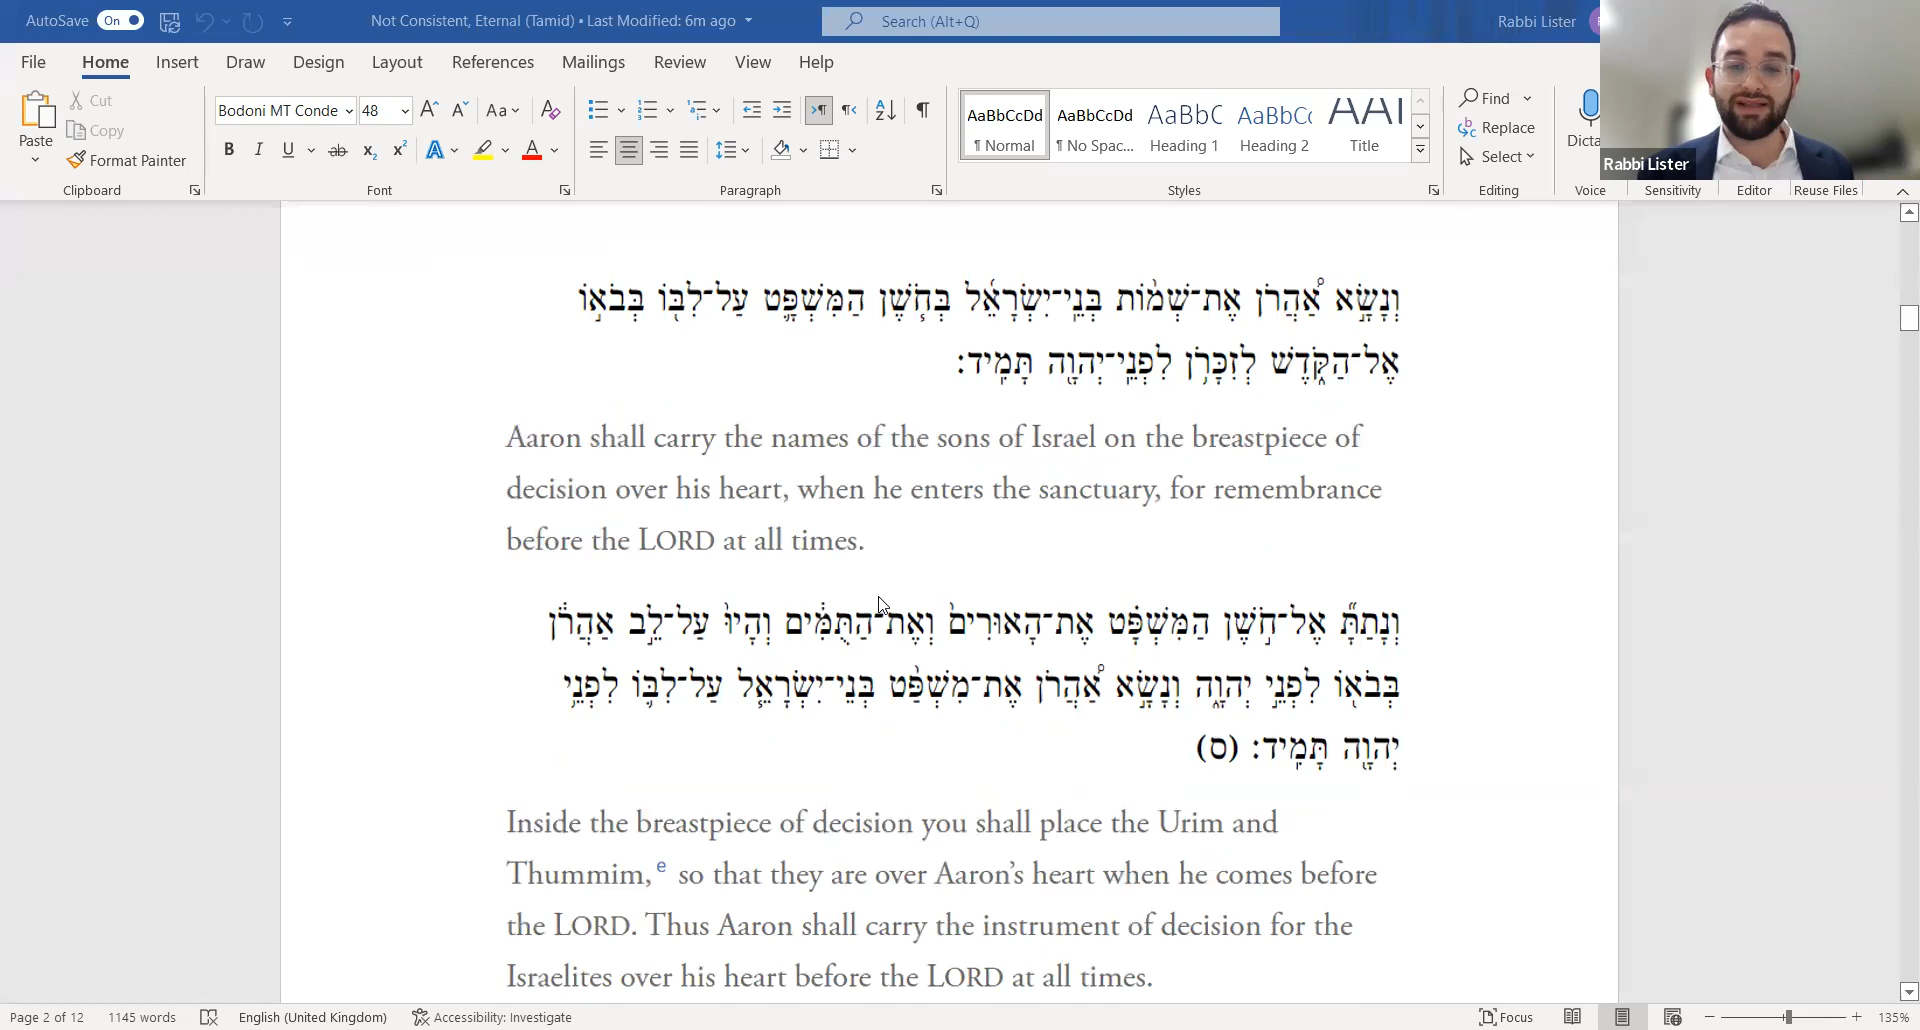 AutoSave On Not Consistent, Eternal (Tamid) • Last Modified: 6m ago Search (Alt+Q) Rabbi Lister
File Home Insert Draw Design Layout References Mailings Review View Help
Paste Cut Copy Format Painter
Bodoni MT Conde 48 Aa
B I U ab x₂ x² A A
AaBbCcDd AaBbCcDd AaBbC AaBbCc AAI
¶ Normal ¶ No Spac... Heading 1 Heading 2 Title
Find Replace Select
Dicta
Rabbi Lister
Clipboard Font Paragraph Styles Editing Voice Sensitivity Editor Reuse Files
וְנָשָׂ֣א אַ֠הֲרֹן אֶת־שְׁמ֨וֹת בְּנֵֽי־יִשְׂרָאֵ֜ל בְּחֹ֧שֶׁן הַמִּשְׁפָּ֛ט עַל־לִבּ֖וֹ בְּבֹא֣וֹ
אֶל־הַקֹּ֑דֶשׁ לְזִכָּרֹ֥ן לִפְנֵֽי־יְהוָ֖ה תָּמִֽיד׃
Aaron shall carry the names of the sons of Israel on the breastpiece of
decision over his heart, when he enters the sanctuary, for remembrance
before the LORD at all times.
וְנָתַתָּ֞ אֶל־חֹ֣שֶׁן הַמִּשְׁפָּ֗ט אֶת־הָאוּרִים֙ וְאֶת־הַתֻּמִּ֔ים וְהָיוּ֙ עַל־לֵ֣ב אַהֲרֹ֔ן
בְּבֹא֖וֹ לִפְנֵ֣י יְהוָ֑ה וְנָשָׂ֣א אַ֠הֲרֹן אֶת־מִשְׁפַּ֨ט בְּנֵי־יִשְׂרָאֵ֧ל עַל־לִבּ֛וֹ לִפְנֵ֥י
יְהוָ֖ה תָּמִֽיד׃ (ס)
Inside the breastpiece of decision you shall place the Urim and
Thummim,e so that they are over Aaron’s heart when he comes before
the LORD. Thus Aaron shall carry the instrument of decision for the
Israelites over his heart before the LORD at all times.
Page 2 of 12 1145 words English (United Kingdom) Accessibility: Investigate Focus 135%